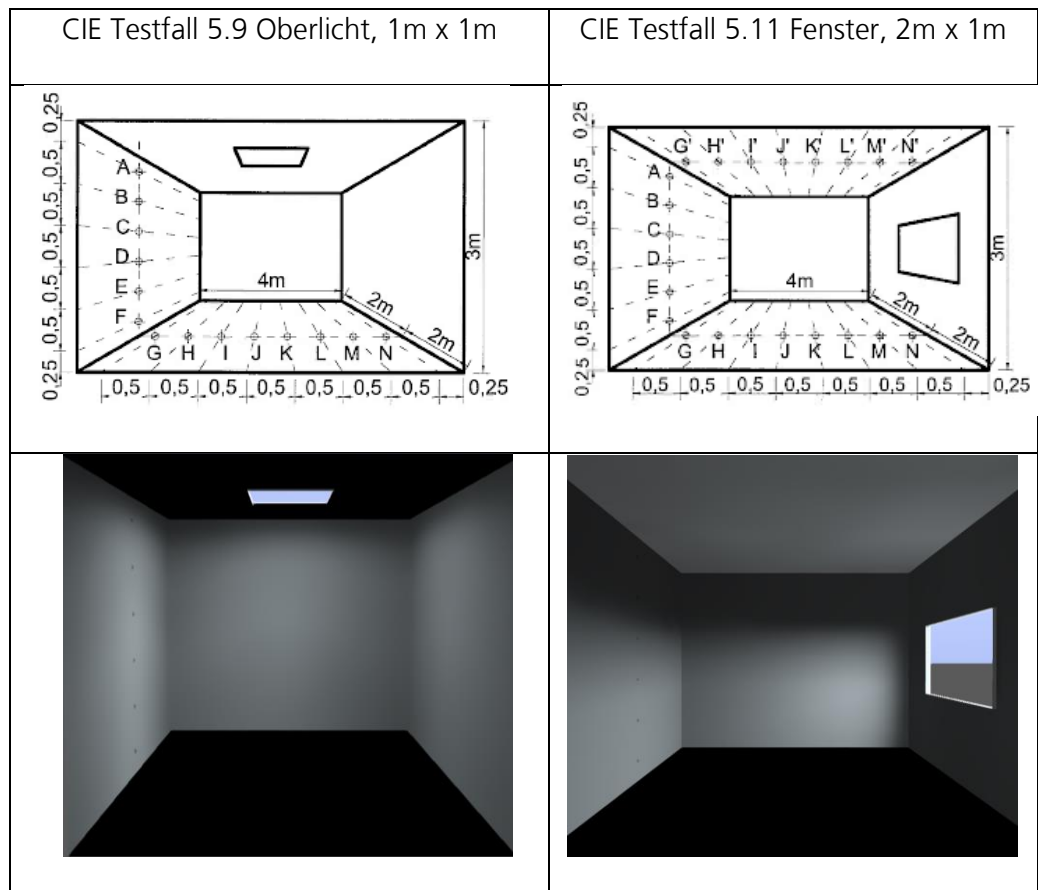 CIE Testfall 5.9 Oberlicht, 1m x 1m
CIE Testfall 5.11 Fenster, 2m x 1m
0,25
0,5
0,5
0,5
0,5
0,5
0,25
A
B
C
D
E
F
4m
2m
2m
3m
G H I J K L M N
0,5 0,5 0,5 0,5 0,5 0,5 0,5 0,25
0,25
0,5
0,5
0,5
0,5
0,5
0,25
G' H' I' J' K' L' M' N'
A
B
C
D
E
F
4m
2m
2m
3m
G H I J K L M N
0,5 0,5 0,5 0,5 0,5 0,5 0,5 0,25